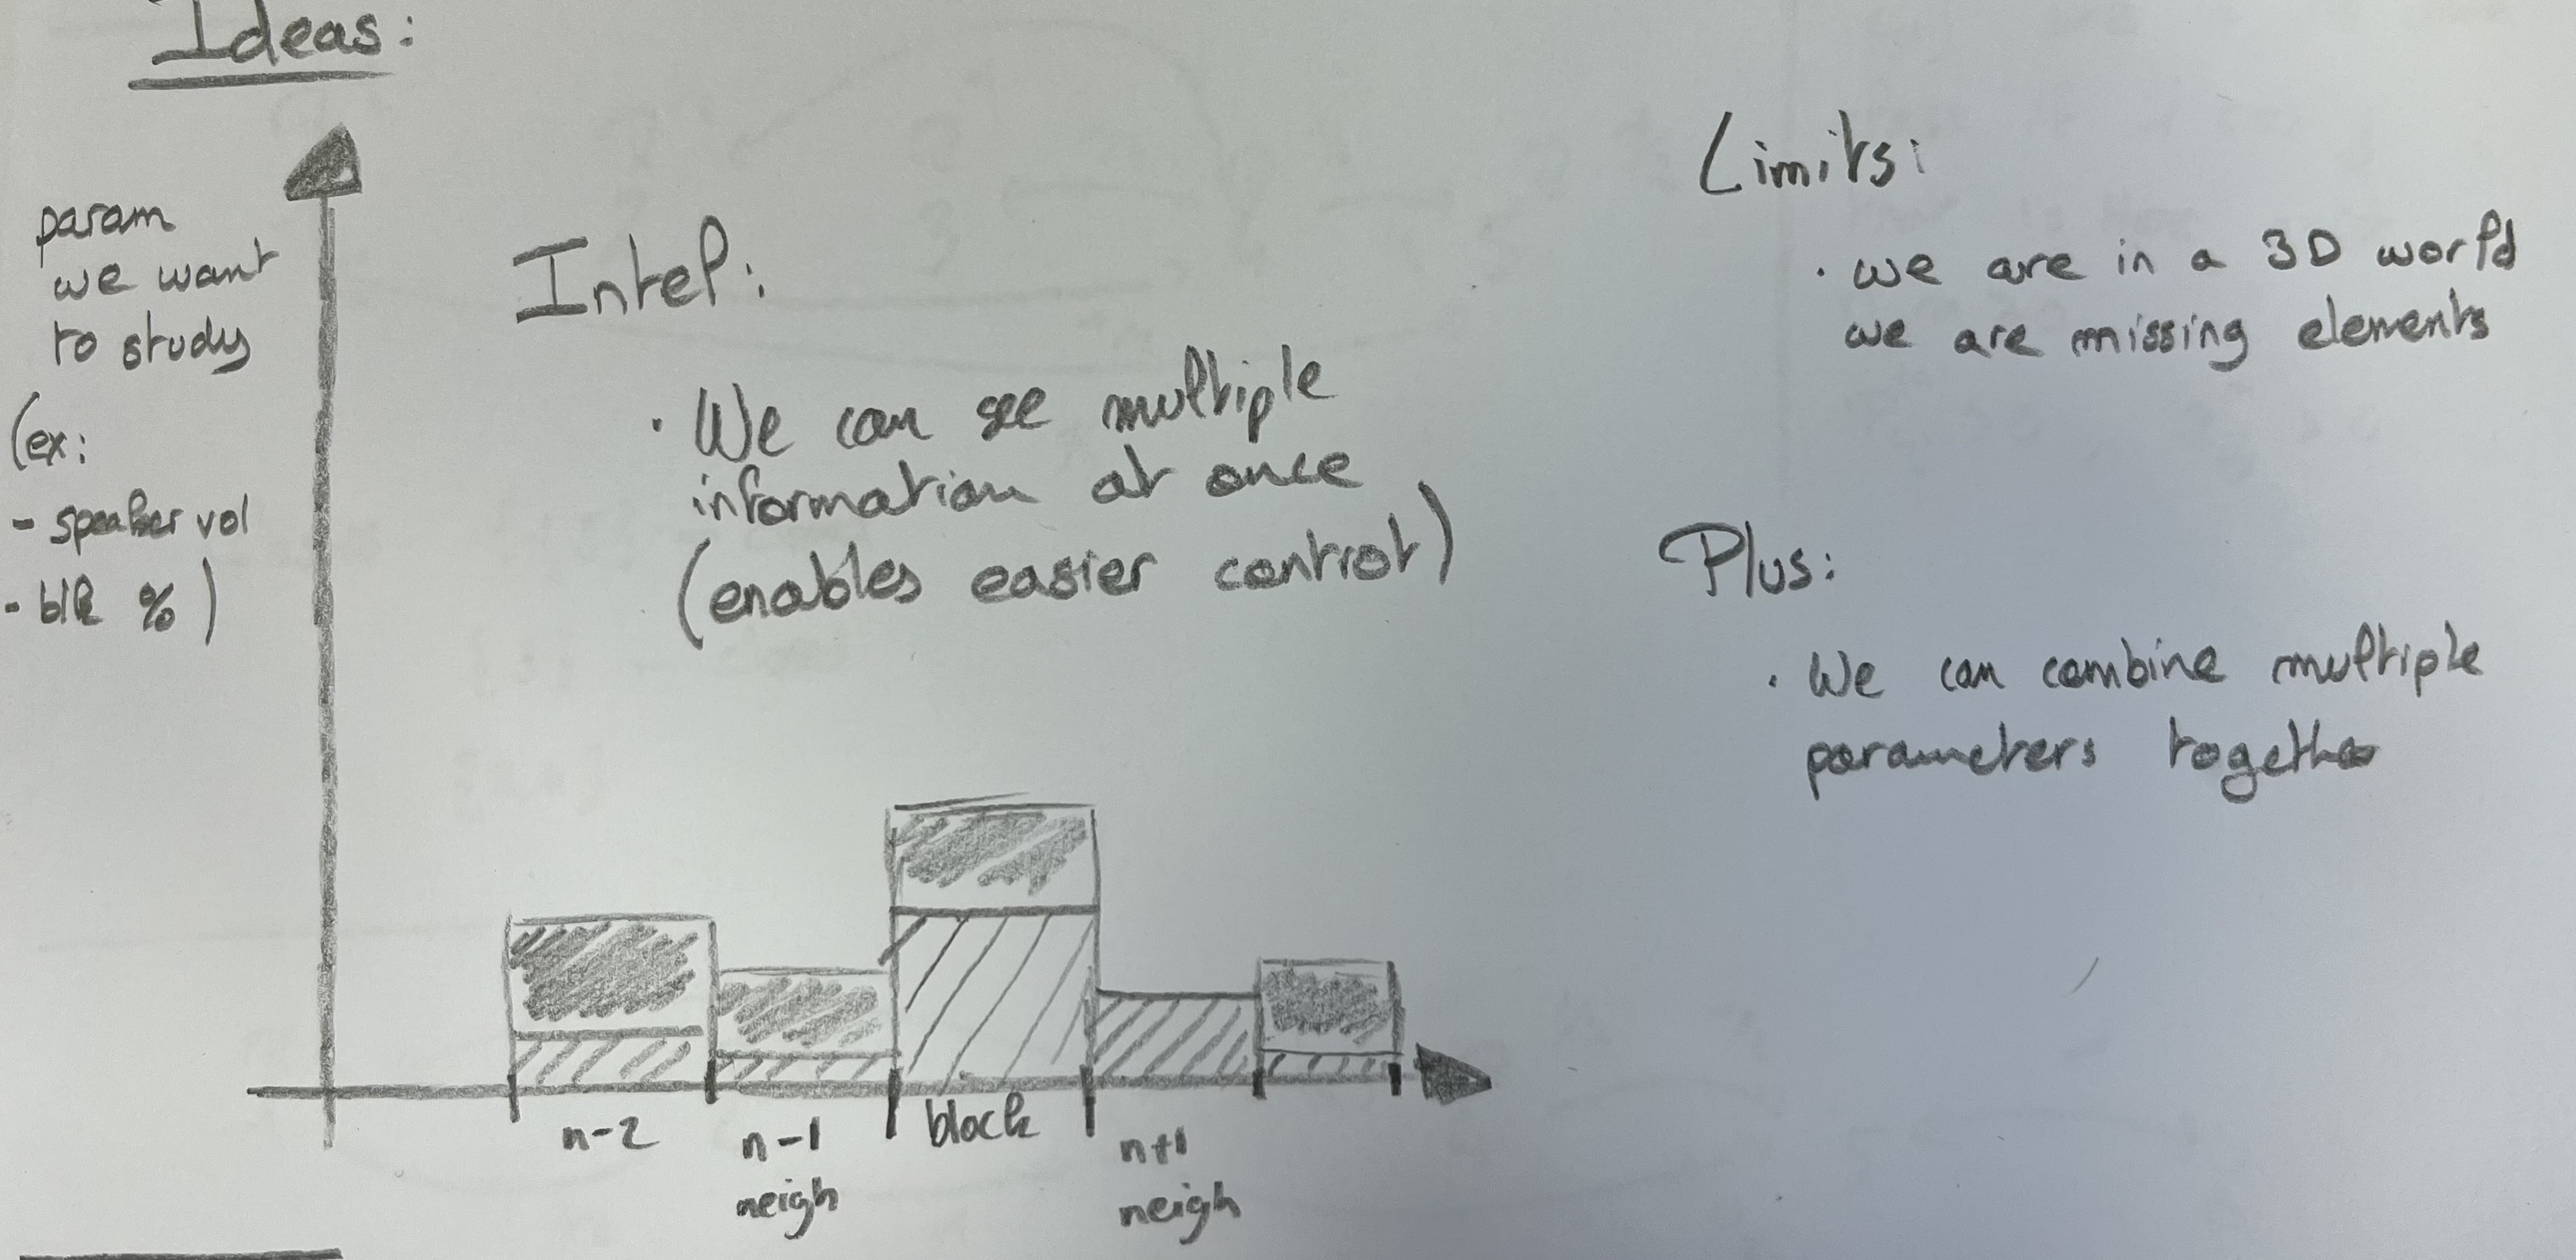 Ideas:
param
we want
to study
(ex:
- speaker vol
- blk %)
Intel:
· We can see multiple
information at once
(enables easier control)
Limits:
· we are in a 3D world
we are missing elements
Plus:
· We can combine multiple
parameters together
n-2
n-1
neigh
block
n+1
neigh